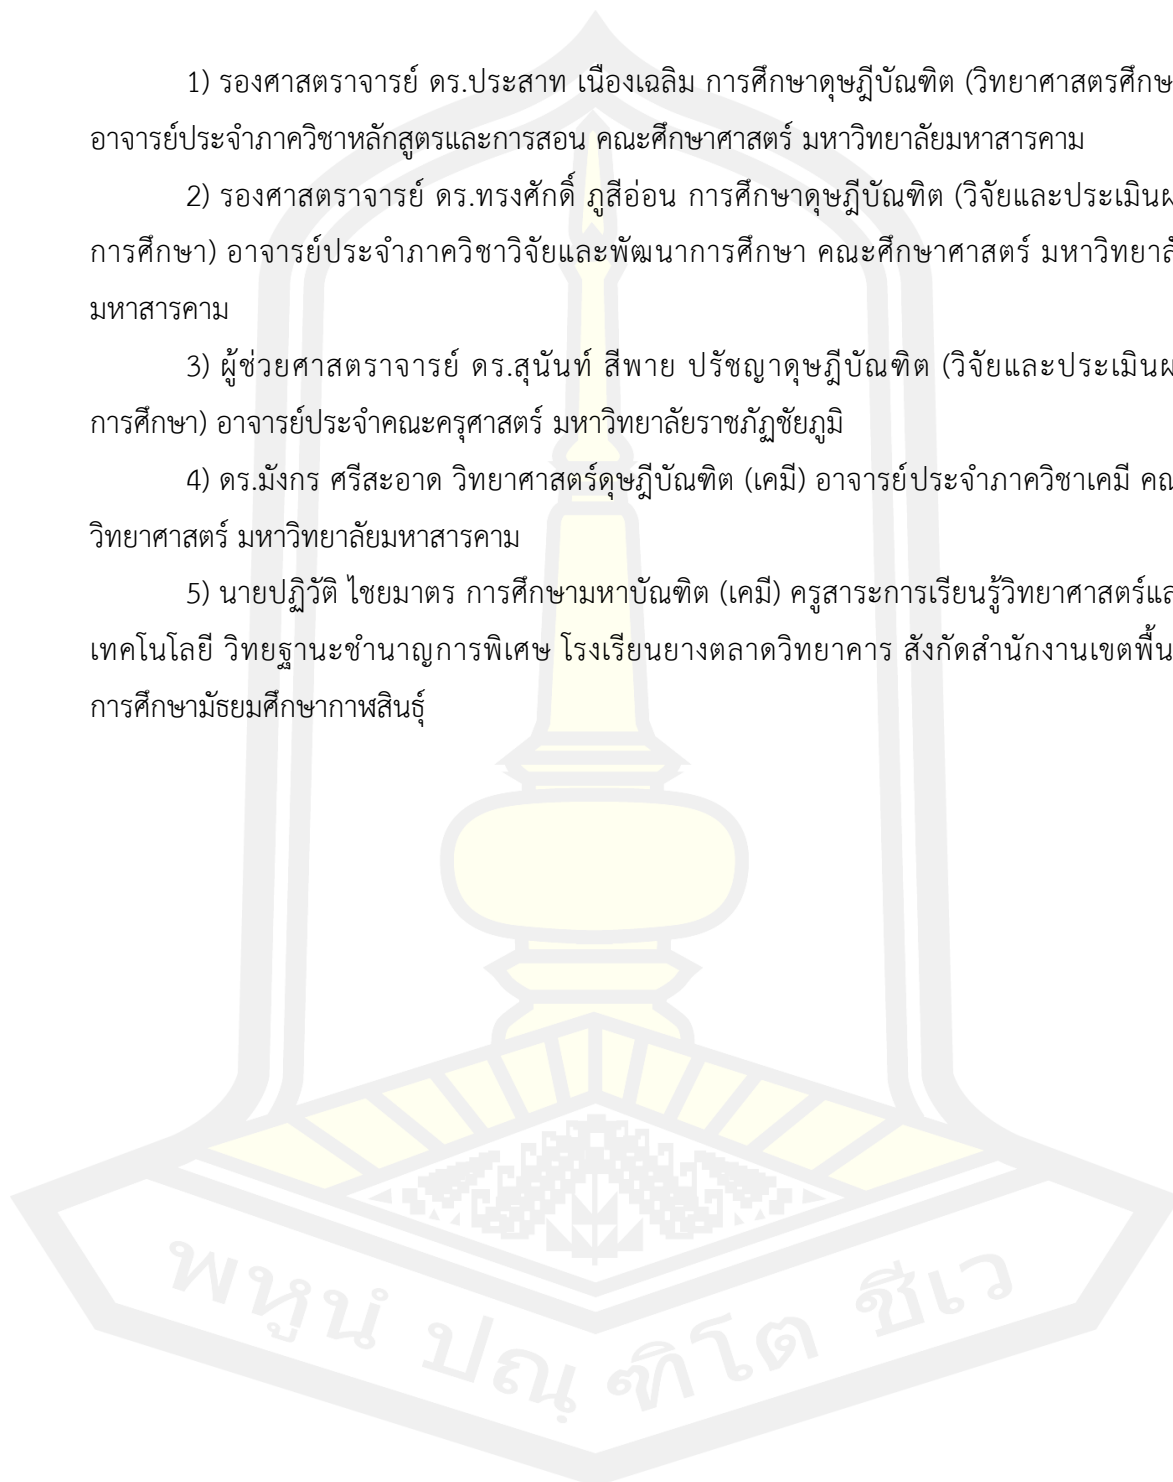 1) รองศาสตราจารย์ ดร.ประสาท เนืองเฉลิม การศึกษาดุษฎีบัณฑิต (วิทยาศาสตรศึกษ
อาจารย์ประจำภาควิชาหลักสูตรและการสอน คณะศึกษาศาสตร์ มหาวิทยาลัยมหาสารคาม
2) รองศาสตราจารย์ ดร.ทรงศักดิ์ ภูสีอ่อน การศึกษาดุษฎีบัณฑิต (วิจัยและประเมินผ
การศึกษา) อาจารย์ประจำภาควิชาวิจัยและพัฒนาการศึกษา คณะศึกษาศาสตร์ มหาวิทยาลั
มหาสารคาม
3) ผู้ช่วยศาสตราจารย์ ดร.สุนันท์ สีพาย ปรัชญาดุษฎีบัณฑิต (วิจัยและประเมินผ
การศึกษา) อาจารย์ประจำคณะครุศาสตร์ มหาวิทยาลัยราชภัฏชัยภูมิ
4) ดร.มังกร ศรีสะอาด วิทยาศาสตร์ดุษฎีบัณฑิต (เคมี) อาจารย์ประจำภาควิชาเคมี คณ
วิทยาศาสตร์ มหาวิทยาลัยมหาสารคาม
5) นายปฏิวัติ ไชยมาตร การศึกษามหาบัณฑิต (เคมี) ครูสาระการเรียนรู้วิทยาศาสตร์แล
เทคโนโลยี วิทยฐานะชำนาญการพิเศษ โรงเรียนยางตลาดวิทยาคาร สังกัดสำนักงานเขตพื้น
การศึกษามัธยมศึกษากาฬสินธุ์
พหูนํ ปณฺฑิโต ชีเว